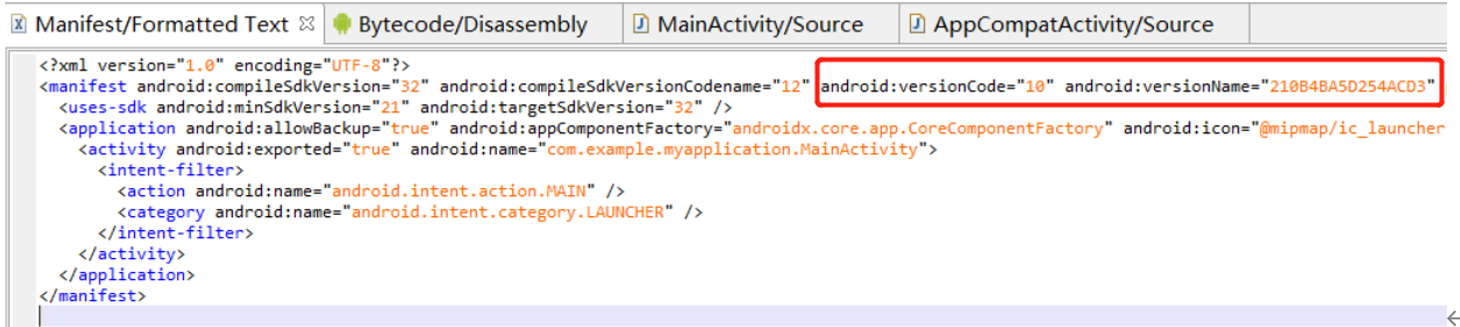 Manifest/Formatted Text
Bytecode/Disassembly
MainActivity/Source
AppCompatActivity/Source
<?xml version="1.0" encoding="UTF-8"?>
<manifest android:compileSdkVersion="32" android:compileSdkVersionCodename="12" android:versionCode="10" android:versionName="210B4BA5D254ACD3"
<uses-sdk android:minSdkVersion="21" android:targetSdkVersion="32" />
<application android:allowBackup="true" android:appComponentFactory="androidx.core.app.CoreComponentFactory" android:icon="@mipmap/ic_launcher
<activity android:exported="true" android:name="com.example.myapplication.MainActivity">
<intent-filter>
<action android:name="android.intent.action.MAIN" />
<category android:name="android.intent.category.LAUNCHER" />
</intent-filter>
</activity>
</application>
</manifest>